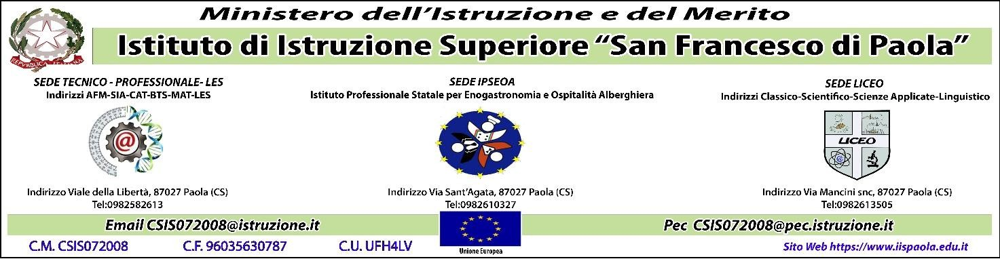 Ministero dell’Istruzione e del Merito
Istituto di Istruzione Superiore “San Francesco di Paola”
REPVBBLICA ITALIANA
SEDE TECNICO - PROFESSIONALE- LES
Indirizzi AFM-SIA-CAT-BTS-MAT-LES
@
Indirizzo Viale della Libertà, 87027 Paola (CS)
Tel:0982582613
SEDE IPSEOA
Istituto Professionale Statale per Enogastronomia e Ospitalità Alberghiera
Indirizzo Via Sant’Agata, 87027 Paola (CS)
Tel:0982610327
SEDE LICEO
Indirizzi Classico-Scientifico-Scienze Applicate-Linguistico
LICEO
Indirizzo Via Mancini snc, 87027 Paola (CS)
Tel:0982613505
Email CSIS072008@istruzione.it
Pec CSIS072008@pec.istruzione.it
C.M. CSIS072008 C.F. 96035630787 C.U. UFH4LV
Unione Europea
Sito Web https://www.iispaola.edu.it